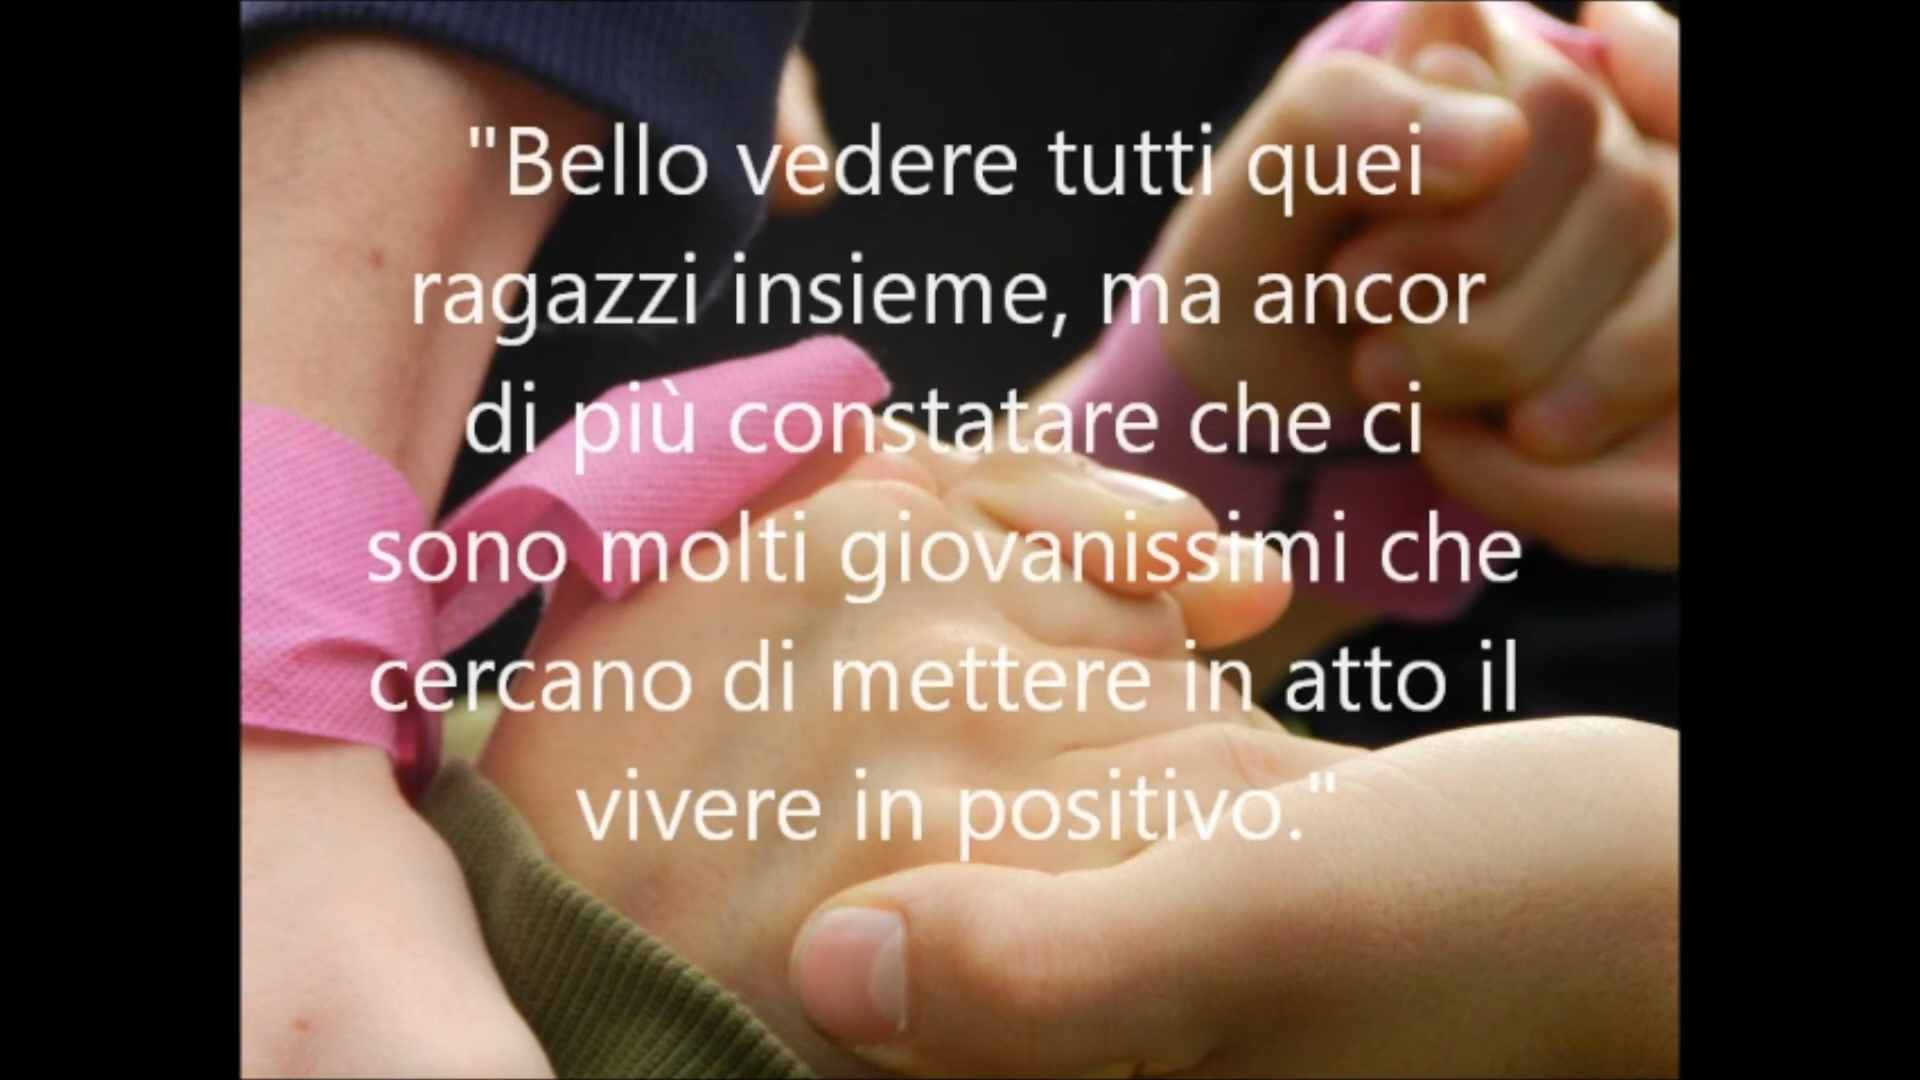 "Bello vedere tutti quei
ragazzi insieme, ma ancor
di più constatare che ci
sono molti giovanissimi che
cercano di mettere in atto il
vivere in positivo."